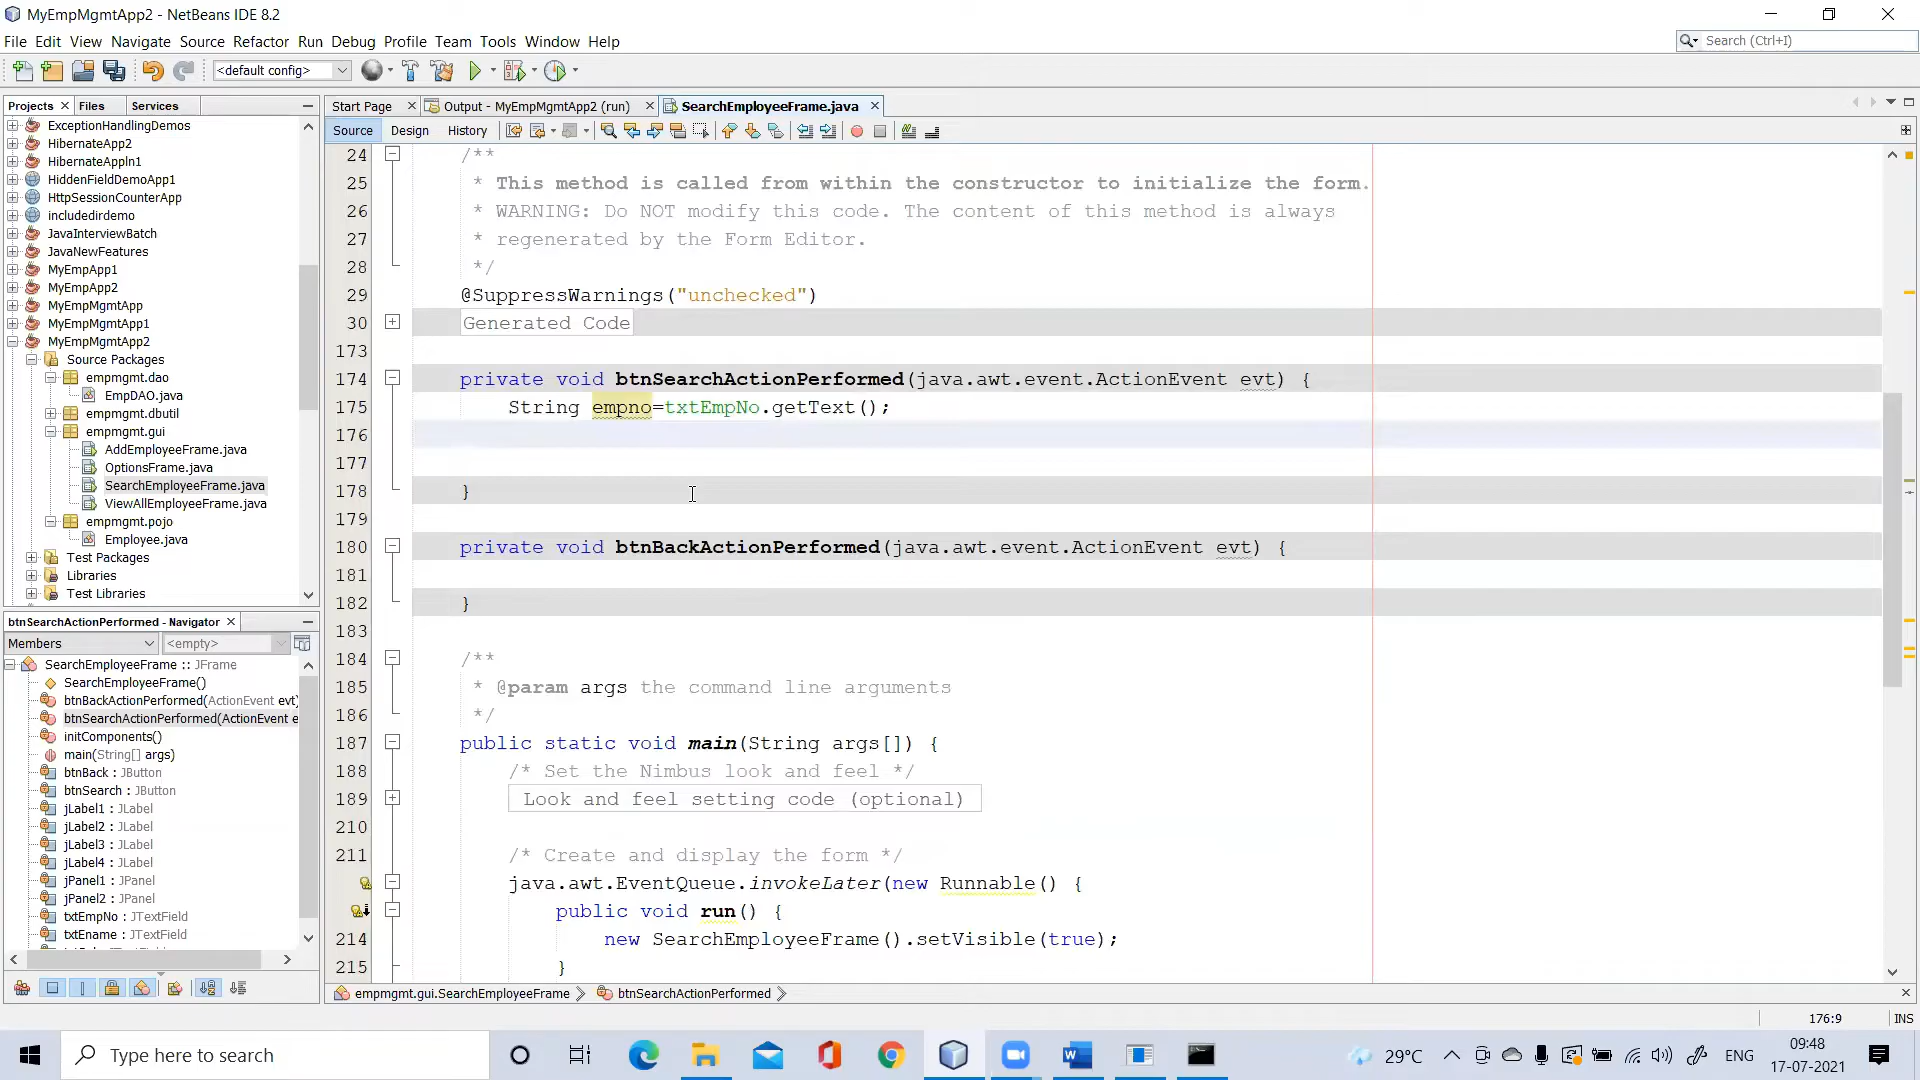 MyEmpMgmtApp2 - NetBeans IDE 8.2
File Edit View Navigate Source Refactor Run Debug Profile Team Tools Window Help
Search (Ctrl+I)
<default config>
Projects Files Services
Start Page Output - MyEmpMgmtApp2 (run) SearchEmployeeFrame.java
Source Design History
ExceptionHandlingDemos
HibernateApp2
HibernateAppln1
HiddenFieldDemoApp1
HttpSessionCounterApp
includedirdemo
JavaInterviewBatch
JavaNewFeatures
MyEmpApp1
MyEmpApp2
MyEmpMgmtApp
MyEmpMgmtApp1
MyEmpMgmtApp2
Source Packages
empmgmt.dao
EmpDAO.java
empmgmt.dbutil
empmgmt.gui
AddEmployeeFrame.java
OptionsFrame.java
SearchEmployeeFrame.java
ViewAllEmployeeFrame.java
empmgmt.pojo
Employee.java
Test Packages
Libraries
Test Libraries
btnSearchActionPerformed - Navigator
Members <empty>
SearchEmployeeFrame :: JFrame
SearchEmployeeFrame()
btnBackActionPerformed(ActionEvent evt)
btnSearchActionPerformed(ActionEvent e
initComponents()
main(String[] args)
btnBack : JButton
btnSearch : JButton
jLabel1 : JLabel
jLabel2 : JLabel
jLabel3 : JLabel
jLabel4 : JLabel
jPanel1 : JPanel
jPanel2 : JPanel
txtEmpNo : JTextField
txtEname : JTextField
24 /**
25 * This method is called from within the constructor to initialize the form.
26 * WARNING: Do NOT modify this code. The content of this method is always
27 * regenerated by the Form Editor.
28 */
29 @SuppressWarnings("unchecked")
30 Generated Code
173
174 private void btnSearchActionPerformed(java.awt.event.ActionEvent evt) {
175 String empno=txtEmpNo.getText();
176
177
178 }
179
180 private void btnBackActionPerformed(java.awt.event.ActionEvent evt) {
181
182 }
183
184 /**
185 * @param args the command line arguments
186 */
187 public static void main(String args[]) {
188 /* Set the Nimbus look and feel */
189 Look and feel setting code (optional)
210
211 /* Create and display the form */
java.awt.EventQueue.invokeLater(new Runnable() {
public void run() {
214 new SearchEmployeeFrame().setVisible(true);
215 }
empmgmt.gui.SearchEmployeeFrame btnSearchActionPerformed
176:9 INS
Type here to search
29°C ENG
09:48
17-07-2021